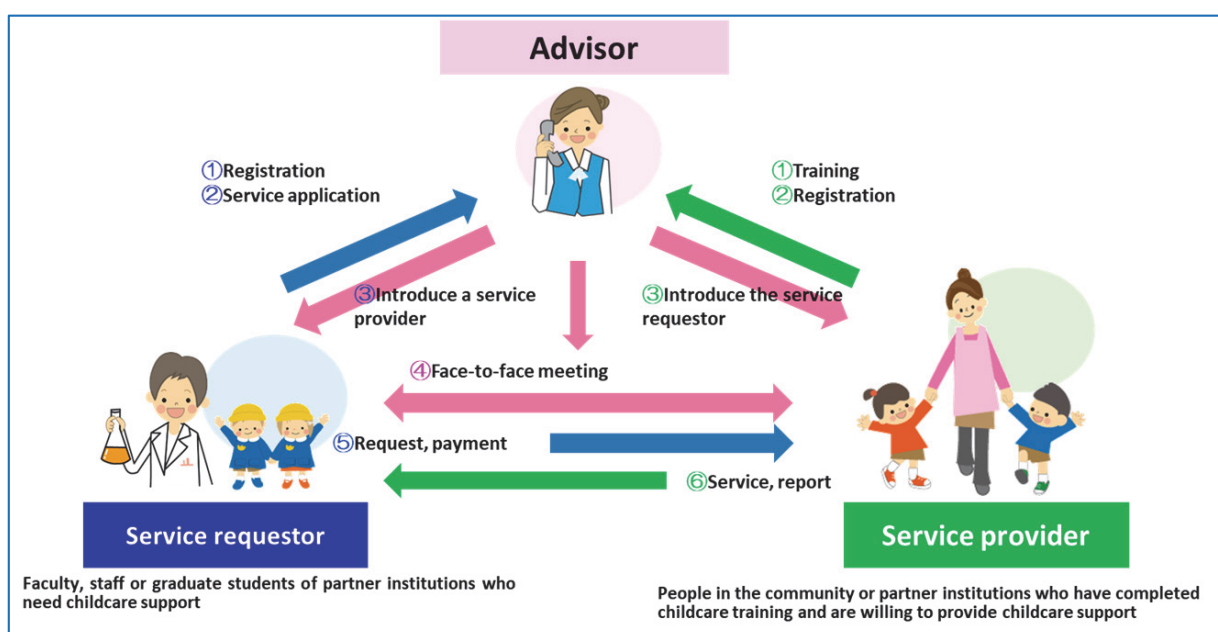 Advisor
①Registration
②Service application
①Training
②Registration
③Introduce a service
provider
③Introduce the service
requestor
④Face-to-face meeting
⑤Request, payment
⑥Service, report
Service requestor
Service provider
Faculty, staff or graduate students of partner institutions who
need childcare support
People in the community or partner institutions who have completed
childcare training and are willing to provide childcare support